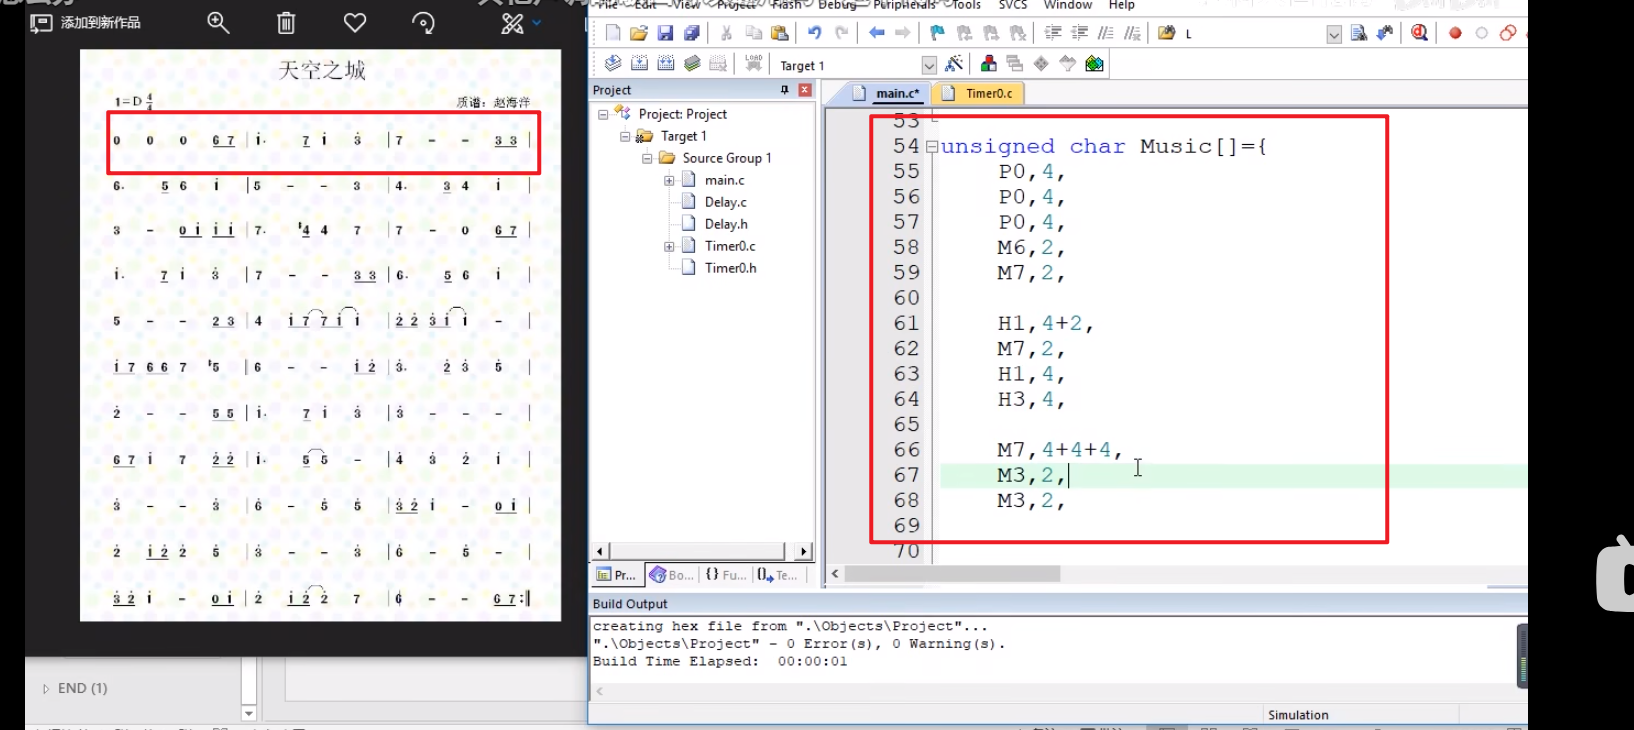 添加到新作品
天空之城
1=D 4/4
质谱：赵海洋
0 0 0 6 7 | i· 7 i 3 | 7 - - 3 3 |
6· 5 6 i | 5 - - 3 | 4· 3 4 i |
3 - 0 i i i | 7· #4 4 7 | 7 - 0 6 7 |
i· 7 i 3 | 7 - - 3 3 | 6· 5 6 i |
5 - - 2 3 | 4 i 7 7 i i | 2 2 3 i i - |
i 7 6 6 7 #5 | 6 - - i 2 | 3· 2 3 5 |
2 - - 5 5 | i· 7 i 3 | 3 - - - |
6 7 i 7 2 2 | i· 5 5 - | 4 3 2 i |
3 - - 3 | 6 - 5 5 | 3 2 i - 0 i |
2 i 2 2 5 | 3 - - 3 | 6 - 5 - |
3 2 i - 0 i | 2 i 2 2 7 | 6 - - 6 7 :||
END (1)
File Edit View Project Flash Debug Peripherals Tools SVCS Window Help
L
LOAD
Target 1
Project
Project: Project
Target 1
Source Group 1
main.c
Delay.c
Delay.h
Timer0.c
Timer0.h
Pr... Bo... {} Fu... Te...
main.c* Timer0.c
53
54 unsigned char Music[]={
55 P0,4,
56 P0,4,
57 P0,4,
58 M6,2,
59 M7,2,
60
61 H1,4+2,
62 M7,2,
63 H1,4,
64 H3,4,
65
66 M7,4+4+4,
67 M3,2,
68 M3,2,
69
70
Build Output
creating hex file from ".\Objects\Project"...
".\Objects\Project" - 0 Error(s), 0 Warning(s).
Build Time Elapsed: 00:00:01
Simulation